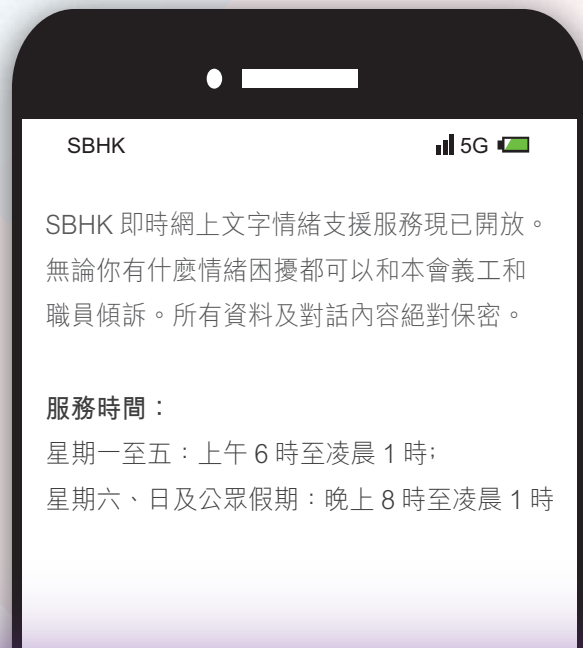 SBHK 5G
SBHK 即時網上文字情緒支援服務現已開放。
無論你有什麼情緒困擾都可以和本會義工和
職員傾訴。所有資料及對話內容絕對保密。
服務時間：
星期一至五：上午 6 時至凌晨 1 時;
星期六、日及公眾假期：晚上 8 時至凌晨 1 時